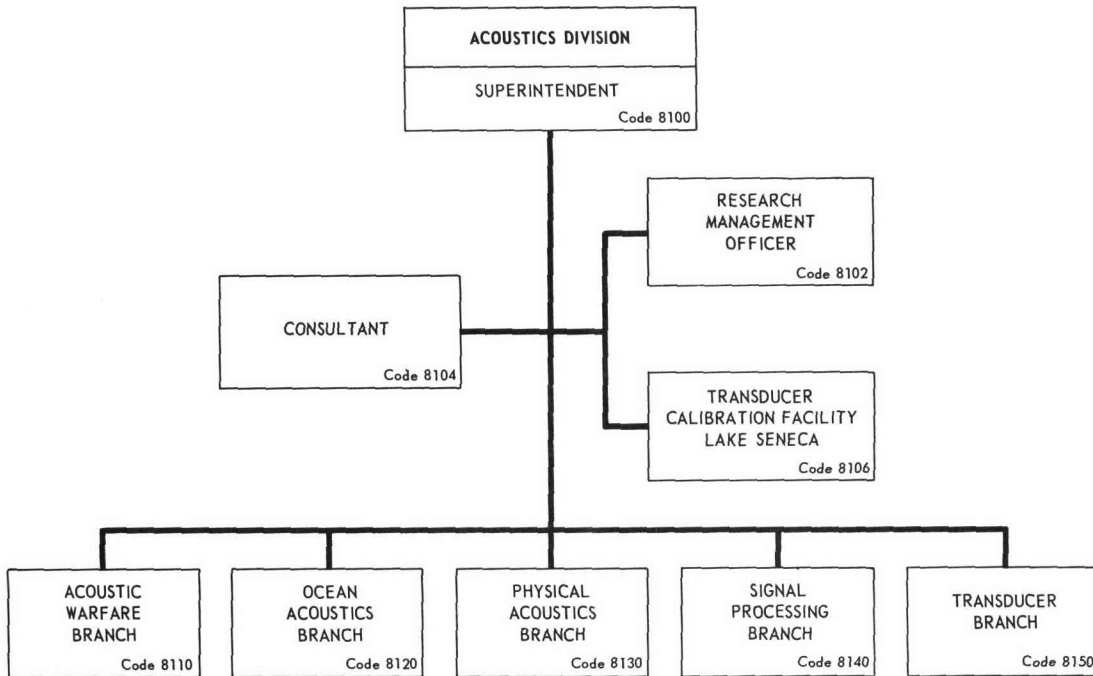 ACOUSTICS DIVISION
SUPERINTENDENT
Code 8100
RESEARCH
MANAGEMENT
OFFICER
Code 8102
CONSULTANT
Code 8104
TRANSDUCER
CALIBRATION FACILITY
LAKE SENECA
Code 8106
ACOUSTIC
WARFARE
BRANCH
Code 8110
OCEAN
ACOUSTICS
BRANCH
Code 8120
PHYSICAL
ACOUSTICS
BRANCH
Code 8130
SIGNAL
PROCESSING
BRANCH
Code 8140
TRANSDUCER
BRANCH
Code 8150